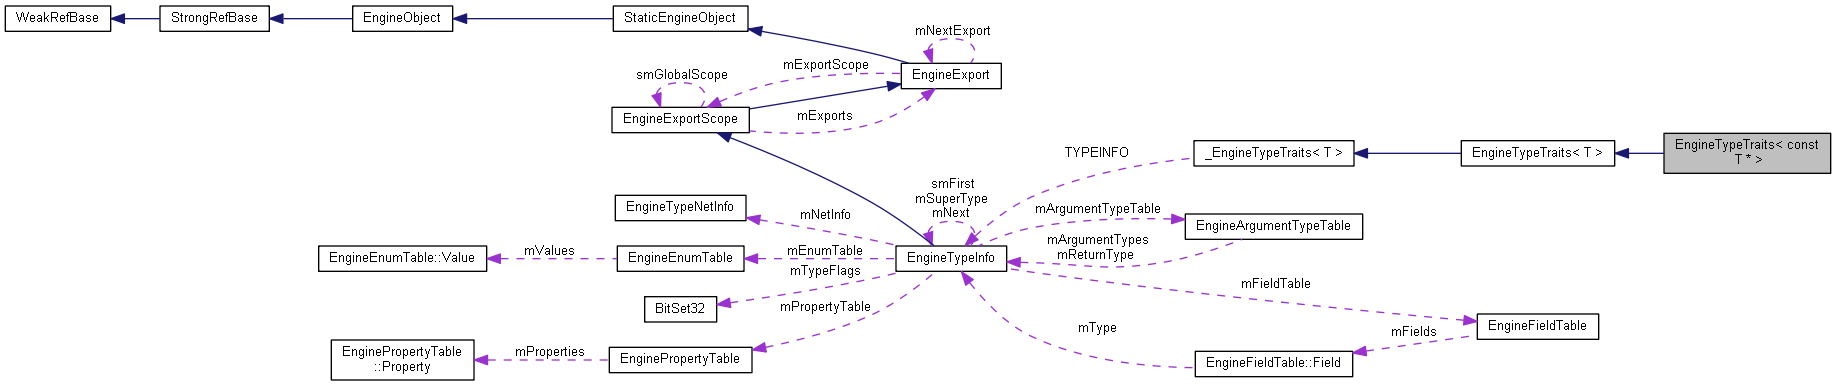 WeakRefBase
StrongRefBase
EngineObject
StaticEngineObject
mNextExport
mExportScope
smGlobalScope
EngineExport
EngineExportScope
mExports
TYPEINFO
_EngineTypeTraits< T >
EngineTypeTraits< T >
EngineTypeTraits< const
T * >
EngineTypeNetInfo
mNetInfo
smFirst
mSuperType
mNext
mArgumentTypeTable
EngineArgumentTypeTable
mArgumentTypes
mReturnType
EngineEnumTable::Value
mValues
EngineEnumTable
mEnumTable
EngineTypeInfo
mTypeFlags
BitSet32
mPropertyTable
mFieldTable
mType
mFields
EngineFieldTable
EnginePropertyTable
::Property
mProperties
EnginePropertyTable
EngineFieldTable::Field